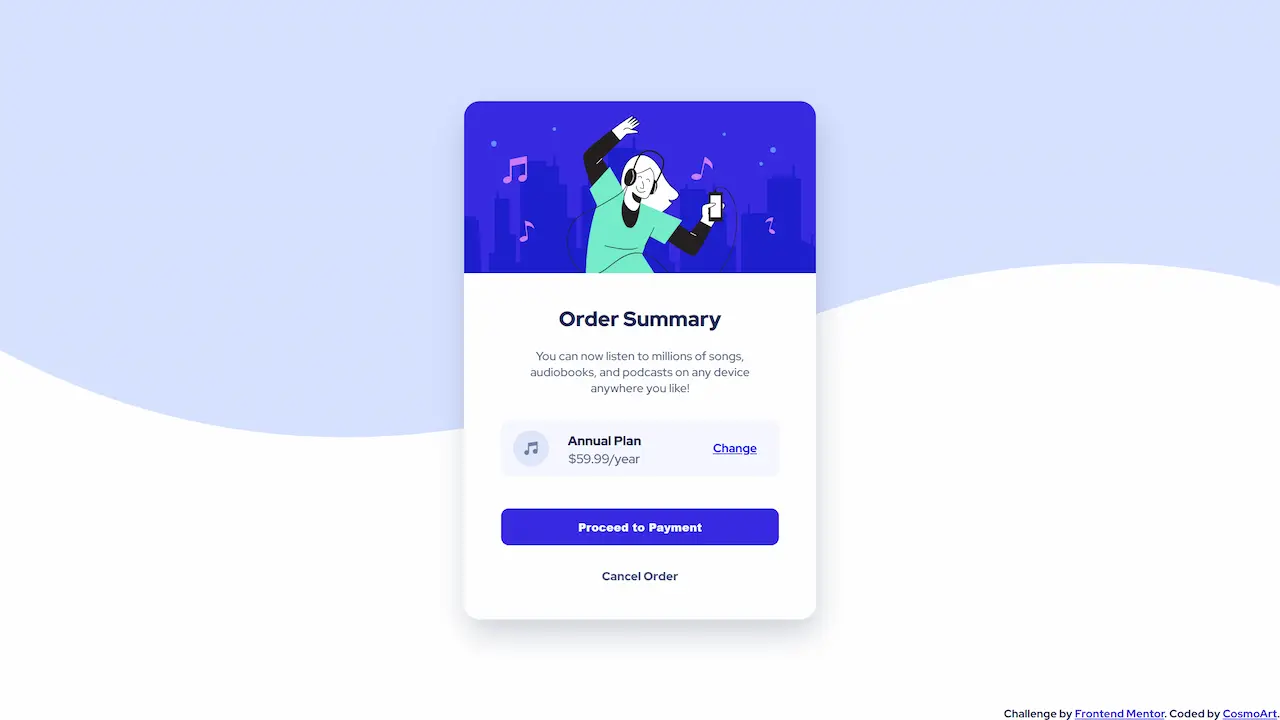 Order Summary
You can now listen to millions of songs,
audiobooks, and podcasts on any device
anywhere you like!
Annual Plan
$59.99/year
Change
Proceed to Payment
Cancel Order
Challenge by Frontend Mentor. Coded by CosmoArt.